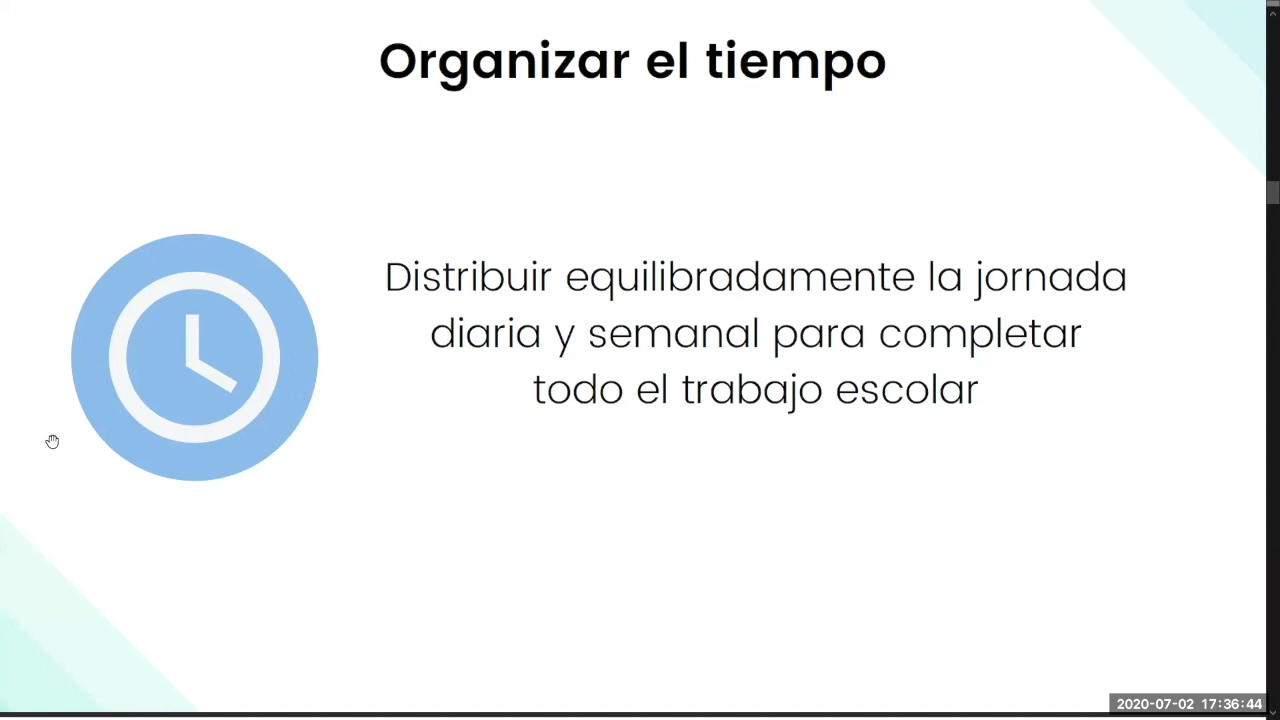 Organizar el tiempo
Distribuir equilibradamente la jornada
diaria y semanal para completar
todo el trabajo escolar
2020-07-02 17:36:44